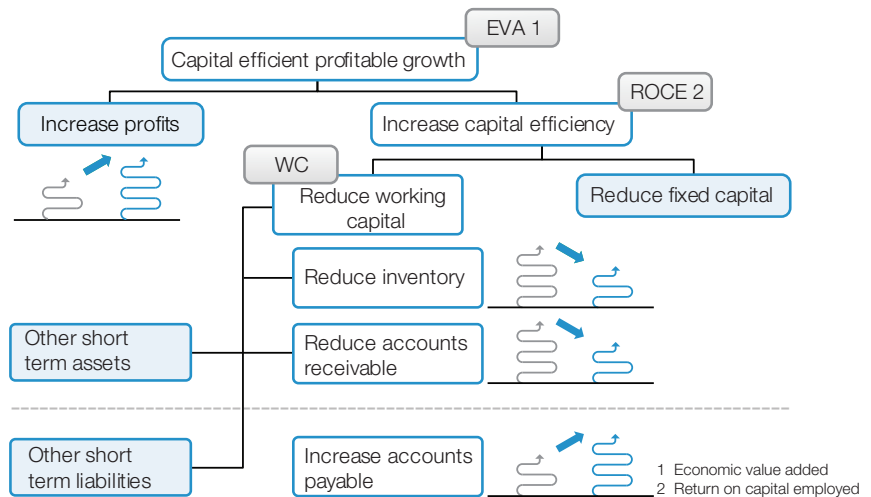 EVA 1
Capital efficient profitable growth
ROCE 2
Increase profits
Increase capital efficiency
WC
Reduce working
capital
Reduce fixed capital
Reduce inventory
Other short
term assets
Reduce accounts
receivable
Other short
term liabilities
Increase accounts
payable
1 Economic value added
2 Return on capital employed